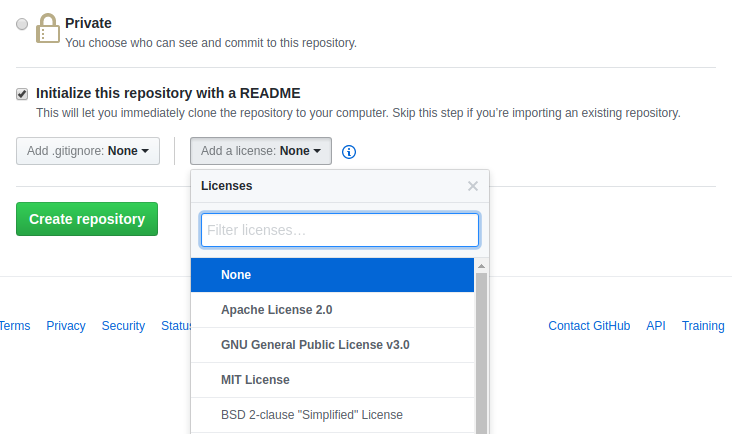 Private
You choose who can see and commit to this repository.
Initialize this repository with a README
This will let you immediately clone the repository to your computer. Skip this step if you're importing an existing repository.
Add .gitignore: None
Add a license: None
Licenses
Filter licenses…
Create repository
None
Apache License 2.0
GNU General Public License v3.0
MIT License
BSD 2-clause "Simplified" License
Terms Privacy Security Status
Contact GitHub API Training